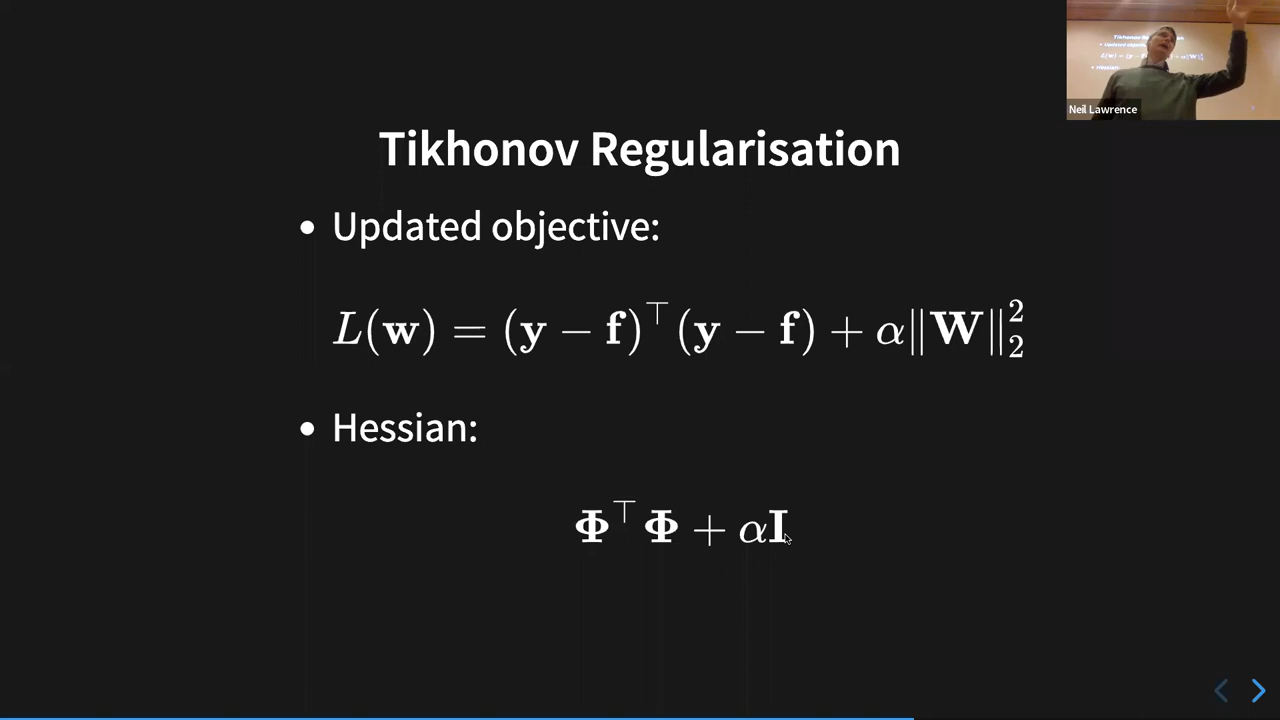 Tikhonov Regularisation
• Updated objective:
L(w) = (y − f)⊤(y − f) + α‖W‖₂²
• Hessian:
Φ⊤Φ + αI
Neil Lawrence